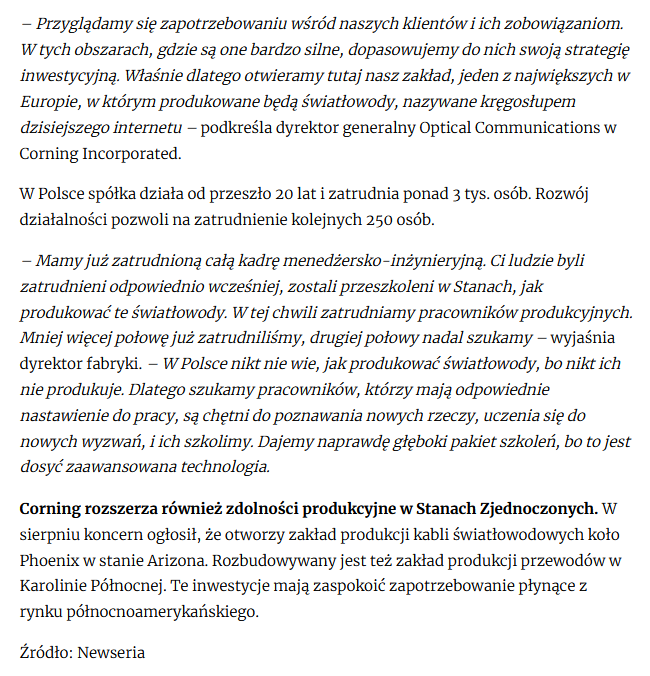 – Przyglądamy się zapotrzebowaniu wśród naszych klientów i ich zobowiązaniom.
W tych obszarach, gdzie są one bardzo silne, dopasowujemy do nich swoją strategię
inwestycyjną. Właśnie dlatego otwieramy tutaj nasz zakład, jeden z największych w
Europie, w którym produkowane będą światłowody, nazywane kręgosłupem
dzisiejszego internetu – podkreśla dyrektor generalny Optical Communications w
Corning Incorporated.
W Polsce spółka działa od przeszło 20 lat i zatrudnia ponad 3 tys. osób. Rozwój
działalności pozwoli na zatrudnienie kolejnych 250 osób.
– Mamy już zatrudnioną całą kadrę menedżersko-inżynieryjną. Ci ludzie byli
zatrudnieni odpowiednio wcześniej, zostali przeszkoleni w Stanach, jak
produkować te światłowody. W tej chwili zatrudniamy pracowników produkcyjnych.
Mniej więcej połowę już zatrudniliśmy, drugiej połowy nadal szukamy – wyjaśnia
dyrektor fabryki. – W Polsce nikt nie wie, jak produkować światłowody, bo nikt ich
nie produkuje. Dlatego szukamy pracowników, którzy mają odpowiednie
nastawienie do pracy, są chętni do poznawania nowych rzeczy, uczenia się do
nowych wyzwań, i ich szkolimy. Dajemy naprawdę głęboki pakiet szkoleń, bo to jest
dosyć zaawansowana technologia.
Corning rozszerza również zdolności produkcyjne w Stanach Zjednoczonych. W
sierpniu koncern ogłosił, że otworzy zakład produkcji kabli światłowodowych koło
Phoenix w stanie Arizona. Rozbudowywany jest też zakład produkcji przewodów w
Karolinie Północnej. Te inwestycje mają zaspokoić zapotrzebowanie płynące z
rynku północnoamerykańskiego.
Źródło: Newseria